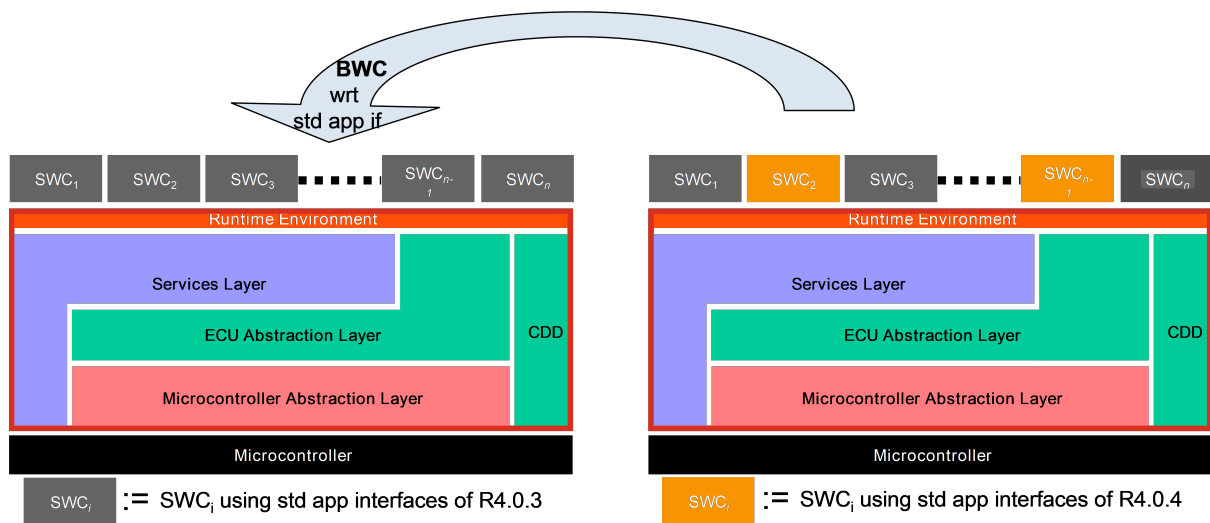 BWC
wrt
std app if
SWC1 SWC2 SWC3 SWCn-1 SWCn
Runtime Environment
Services Layer
ECU Abstraction Layer
CDD
Microcontroller Abstraction Layer
Microcontroller
SWCi := SWCi using std app interfaces of R4.0.3
SWC1 SWC2 SWC3 SWCn-1 SWCn
Runtime Environment
Services Layer
ECU Abstraction Layer
CDD
Microcontroller Abstraction Layer
Microcontroller
SWCi := SWCi using std app interfaces of R4.0.4